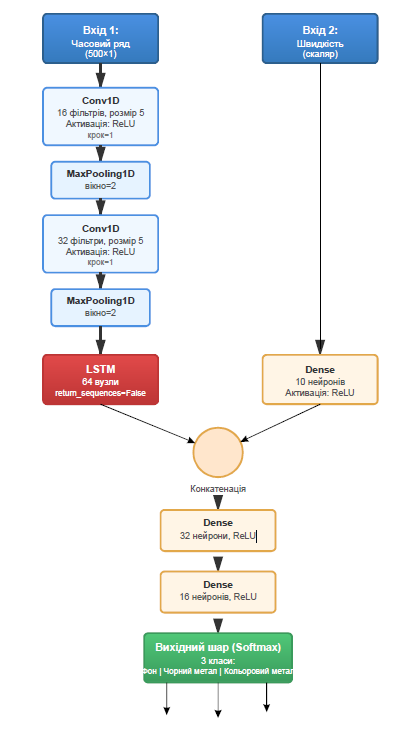 Вхід 1:
Часовий ряд
(500×1)
Вхід 2:
Швидкість
(скаляр)
Conv1D
16 фільтрів, розмір 5
Активація: ReLU
крок=1
MaxPooling1D
вікно=2
Conv1D
32 фільтри, розмір 5
Активація: ReLU
крок=1
MaxPooling1D
вікно=2
LSTM
64 вузли
return_sequences=False
Dense
10 нейронів
Активація: ReLU
Конкатенація
Dense
32 нейрони, ReLU
Dense
16 нейронів, ReLU
Вихідний шар (Softmax)
3 класи:
Фон | Чорний метал | Кольоровий метал